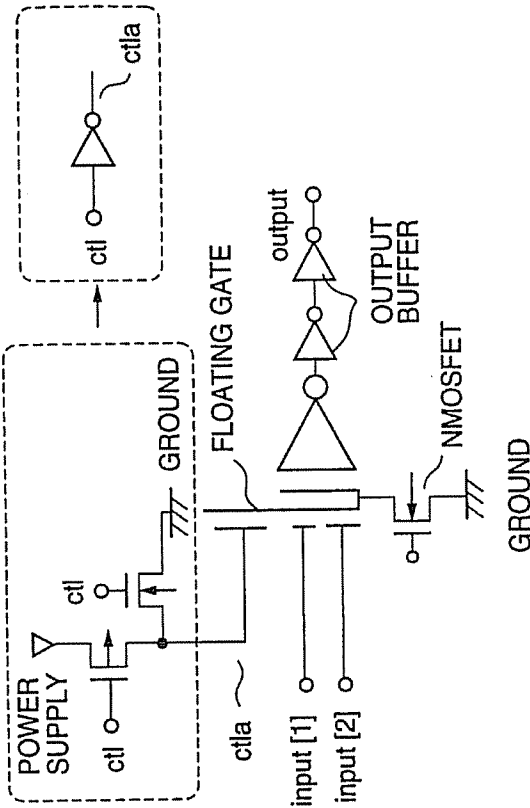 POWER
SUPPLY
ctl
ctl
GROUND
ctl
ctla
ctla
FLOATING GATE
input [1]
input [2]
output
OUTPUT
BUFFER
NMOSFET
GROUND